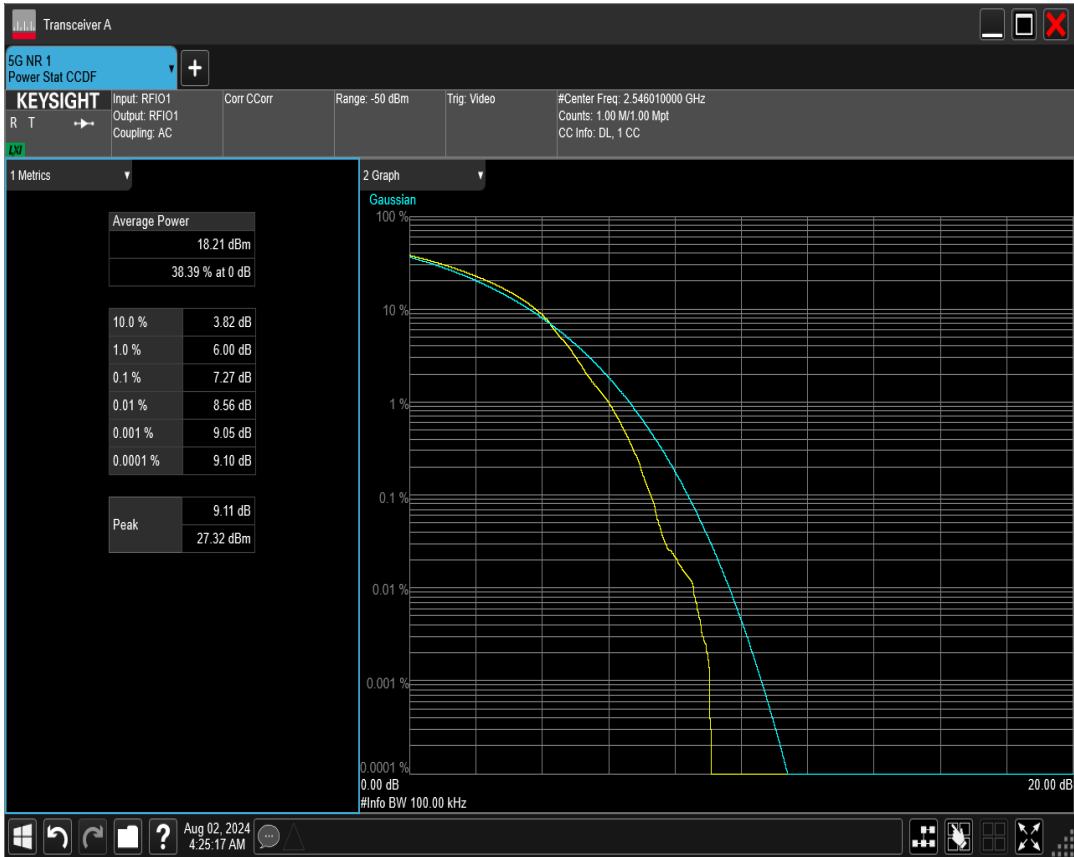 Transceiver A
5G NR 1
Power Stat CCDF
KEYSIGHT
R T
LXI
Input: RFIO1
Output: RFIO1
Coupling: AC
Corr CCorr
Range: -50 dBm
Trig: Video
#Center Freq: 2.546010000 GHz
Counts: 1.00 M/1.00 Mpt
CC Info: DL, 1 CC
1 Metrics
Average Power
18.21 dBm
38.39 % at 0 dB
10.0 % 3.82 dB
1.0 % 6.00 dB
0.1 % 7.27 dB
0.01 % 8.56 dB
0.001 % 9.05 dB
0.0001 % 9.10 dB
Peak
9.11 dB
27.32 dBm
2 Graph
Gaussian
100 %
10 %
1 %
0.1 %
0.01 %
0.001 %
0.0001 %
0.00 dB
20.00 dB
#Info BW 100.00 kHz
?
Aug 02, 2024
4:25:17 AM